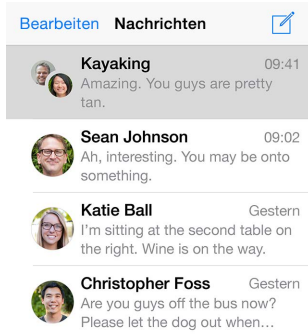 Bearbeiten Nachrichten
Kayaking 09:41
Amazing. You guys are pretty
tan.
Sean Johnson 09:02
Ah, interesting. You may be onto
something.
Katie Ball Gestern
I’m sitting at the second table on
the right. Wine is on the way.
Christopher Foss Gestern
Are you guys off the bus now?
Please let the dog out when…